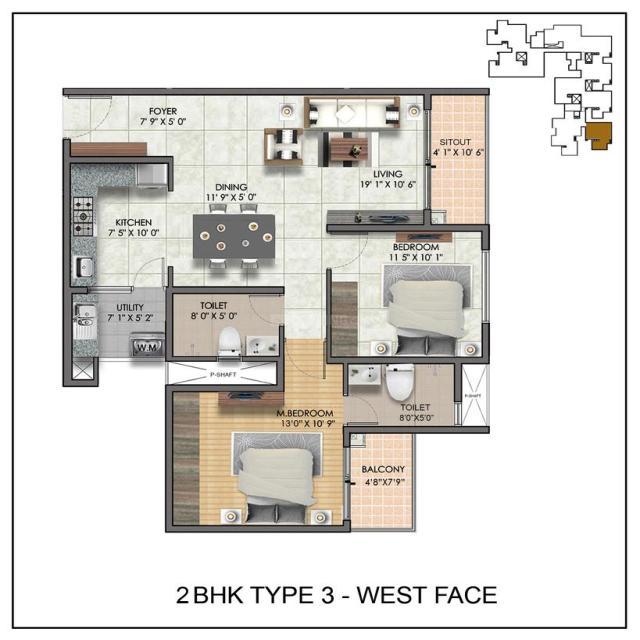 FOYER
7' 9" X 5' 0"
SITOUT
4' 1" X 10' 6"
LIVING
19' 1" X 10' 6"
DINING
11' 9" X 5' 0"
KITCHEN
7' 5" X 10' 0"
BEDROOM
11 5" X 10' 1"
UTILITY
7' 1" X 5' 2"
W.M
TOILET
8' 0" X 5' 0"
P-SHAFT
P-SHAFT
TOILET
8'0"X5'0"
M.BEDROOM
13'0" X 10' 9"
BALCONY
4'8"X7'9"
2 BHK TYPE 3 - WEST FACE